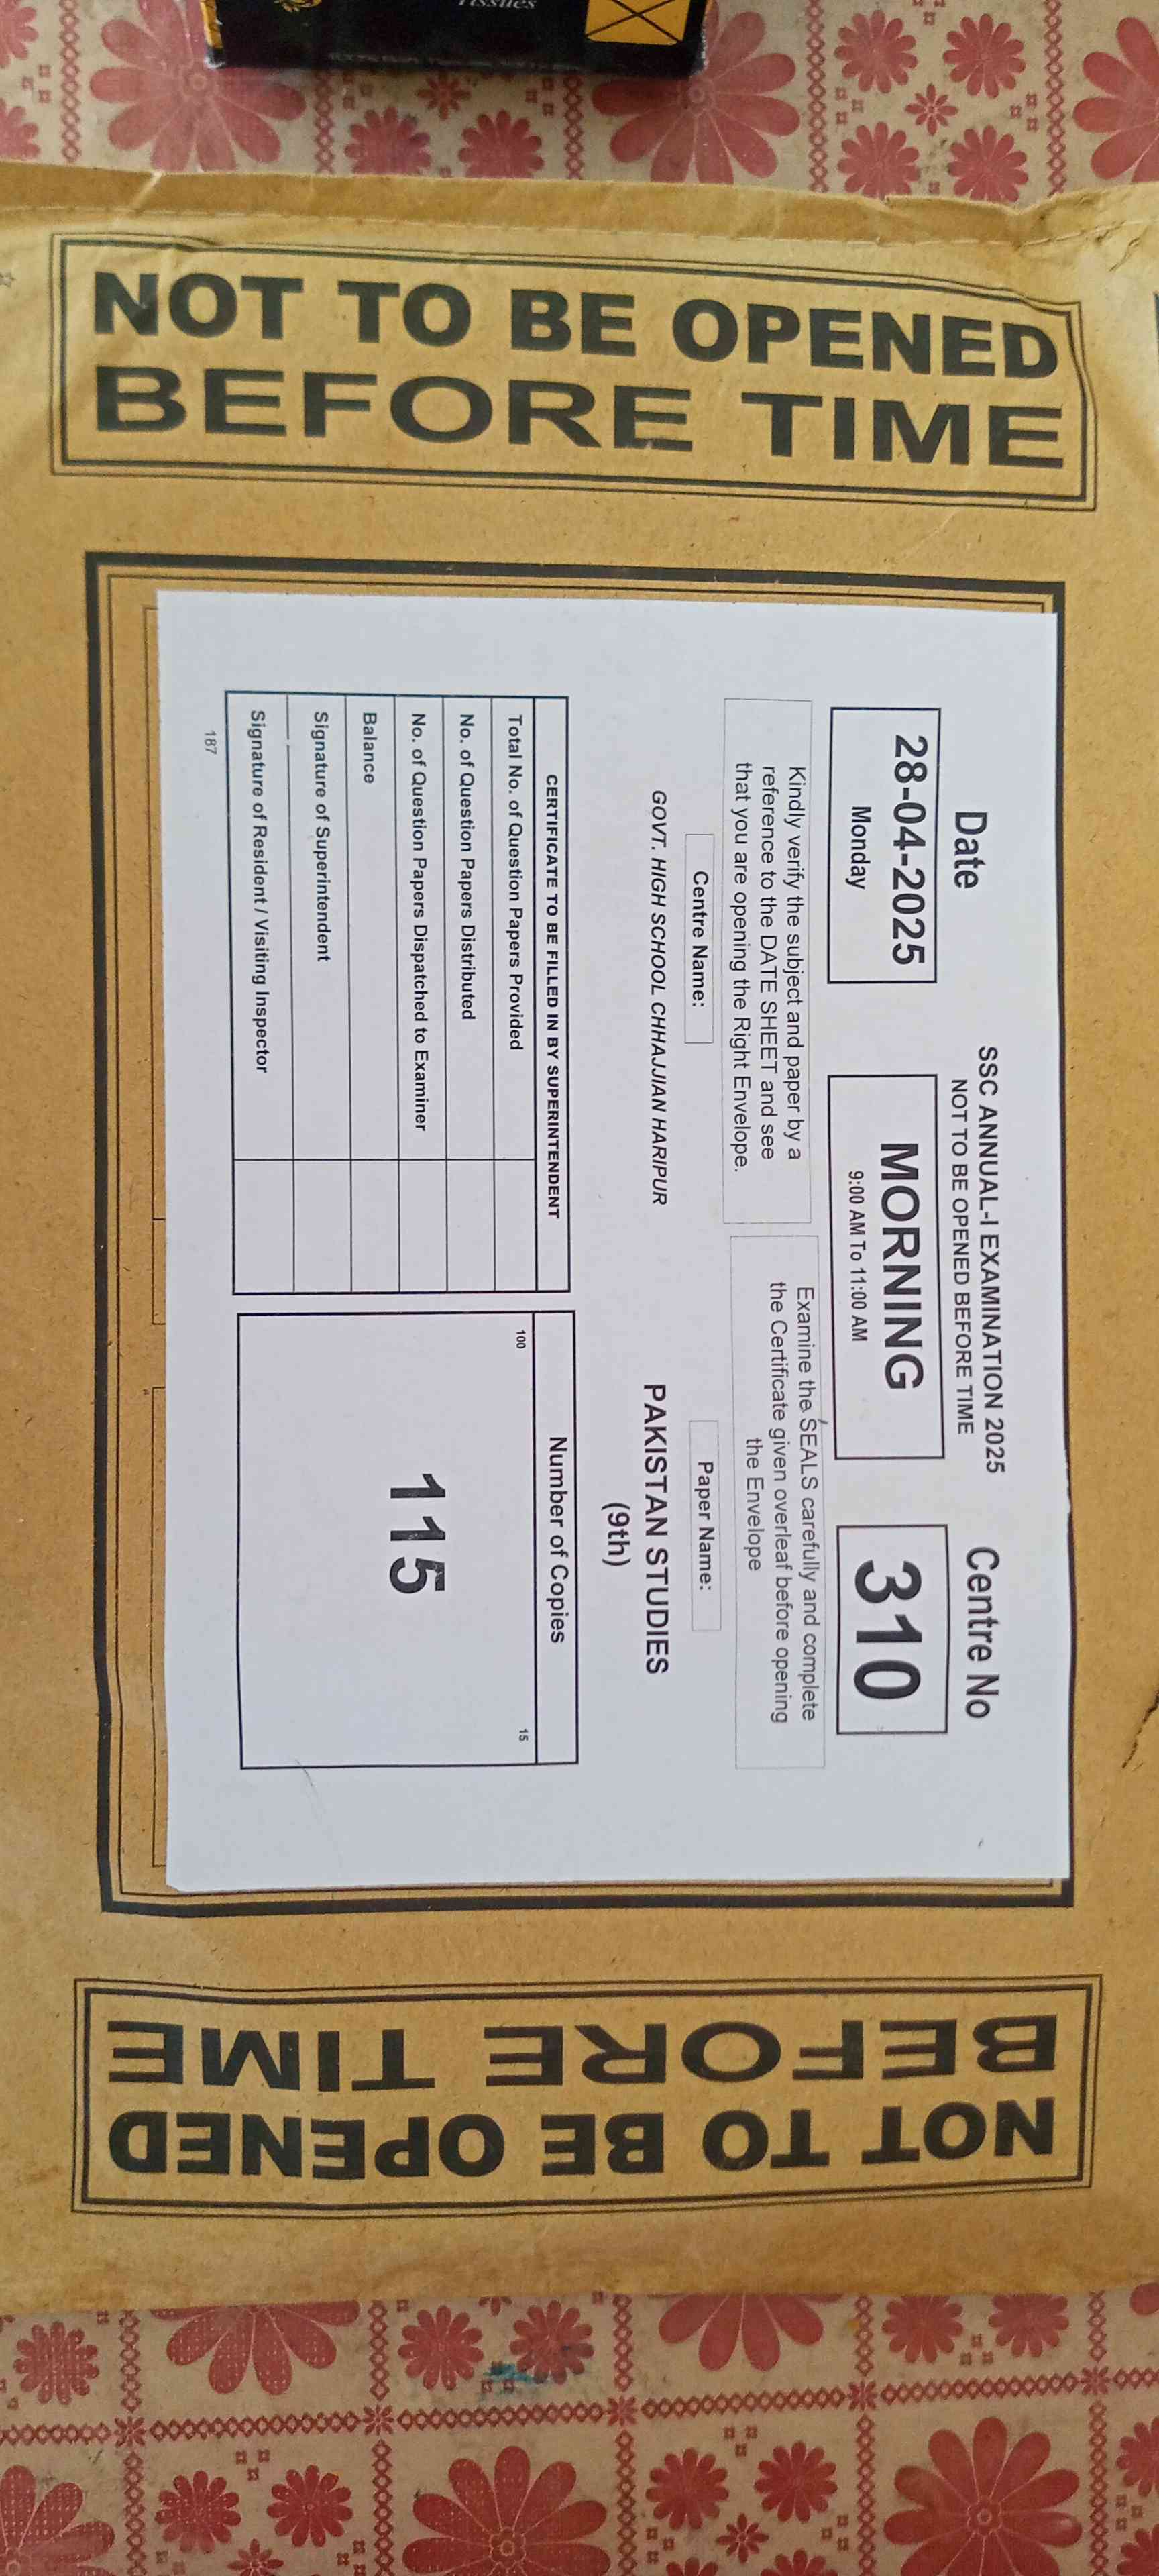 Tissues
NOT TO BE OPENED
BEFORE TIME
SSC ANNUAL-I EXAMINATION 2025
NOT TO BE OPENED BEFORE TIME
Date
28-04-2025
Monday
MORNING
9:00 AM To 11:00 AM
Centre No
310
Kindly verify the subject and paper by a
reference to the DATE SHEET and see
that you are opening the Right Envelope.
Examine the SEALS carefully and complete
the Certificate given overleaf before opening
the Envelope
Centre Name:
GOVT. HIGH SCHOOL CHHAJJIAN HARIPUR
Paper Name:
PAKISTAN STUDIES
(9th)
CERTIFICATE TO BE FILLED IN BY SUPERINTENDENT
Total No. of Question Papers Provided
No. of Question Papers Distributed
No. of Question Papers Dispatched to Examiner
Balance
Signature of Superintendent
Signature of Resident / Visiting Inspector
187
Number of Copies
100
15
115
NOT TO BE OPENED
BEFORE TIME